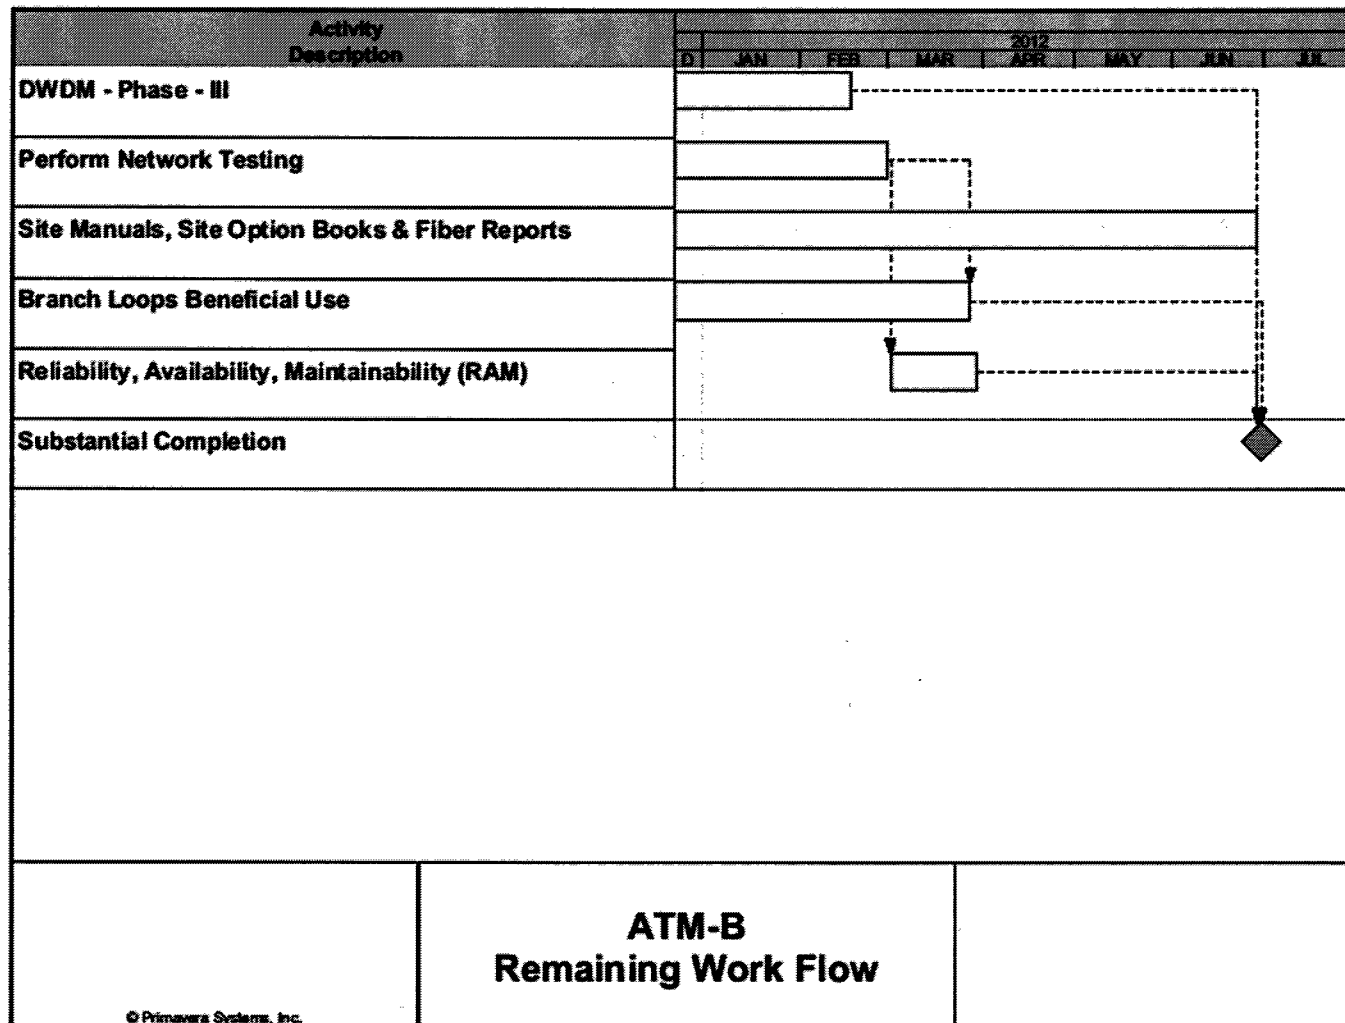 Activity
Description
2012
D JAN FEB MAR APR MAY JUN JUL
DWDM - Phase - III
Perform Network Testing
Site Manuals, Site Option Books & Fiber Reports
Branch Loops Beneficial Use
Reliability, Availability, Maintainability (RAM)
Substantial Completion
ATM-B
Remaining Work Flow
© Primavera Systems, Inc.